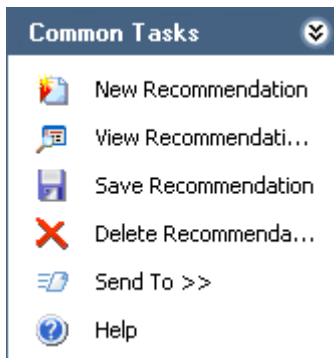 Common Tasks
New Recommendation
View Recommendati...
Save Recommendation
Delete Recommenda...
Send To >>
Help